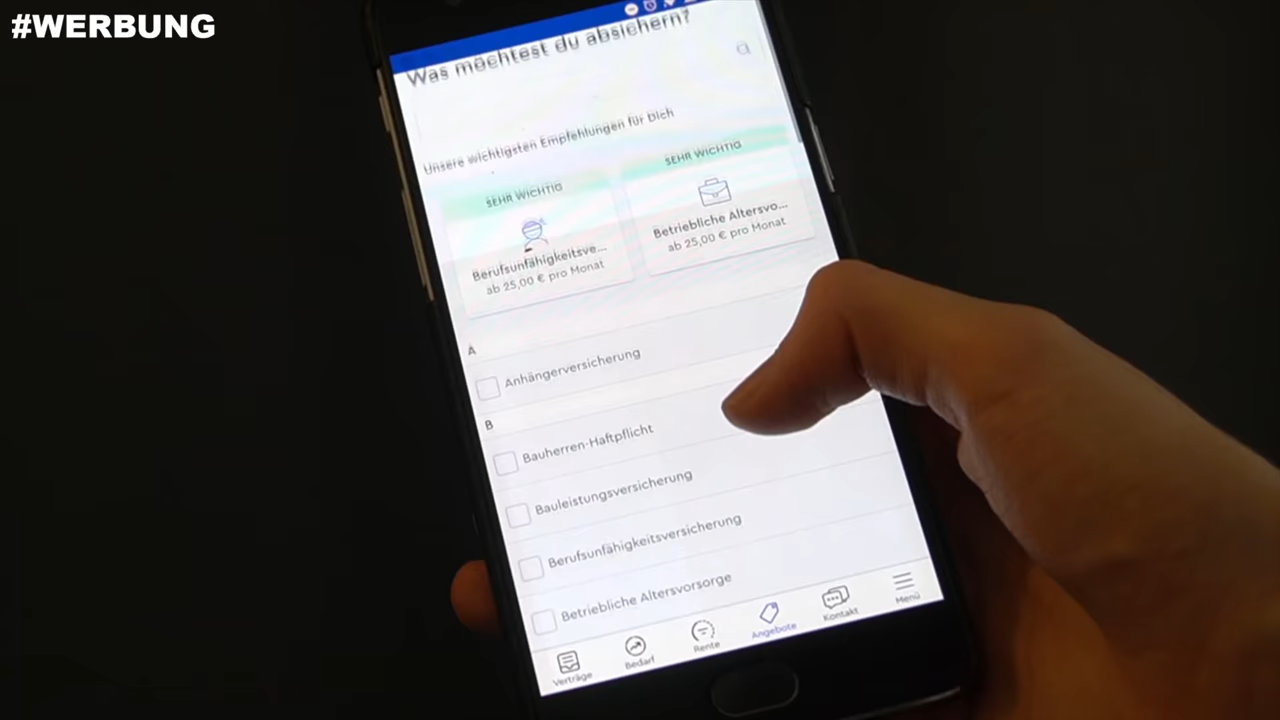 #WERBUNG
Was möchtest du absichern?
Unsere wichtigsten Empfehlungen für Dich
SEHR WICHTIG
Berufsunfähigkeitsve...
ab 25,00 € pro Monat
SEHR WICHTIG
Betriebliche Altersvo...
ab 25,00 € pro Monat
A
Anhängerversicherung
B
Bauherren-Haftpflicht
Bauleistungsversicherung
Berufsunfähigkeitsversicherung
Betriebliche Altersvorsorge
Verträge
Bedarf
Rente
Angebote
Kontakt
Menü